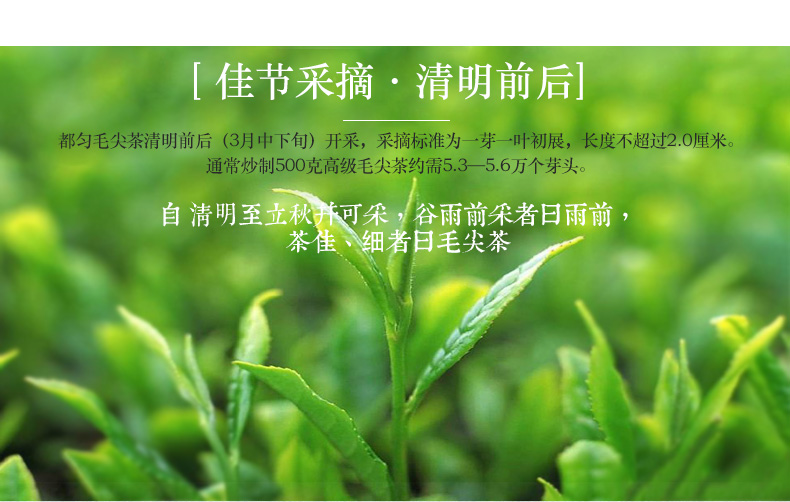 [ 佳节采摘 · 清明前后]
都匀毛尖茶清明前后（3月中下旬）开采，采摘标准为一芽一叶初展，长度不超过2.0厘米。
通常炒制500克高级毛尖茶约需5.3—5.6万个芽头。
自 清明至立秋并可采，谷雨前采者曰雨前，
茶佳、细者曰毛尖茶